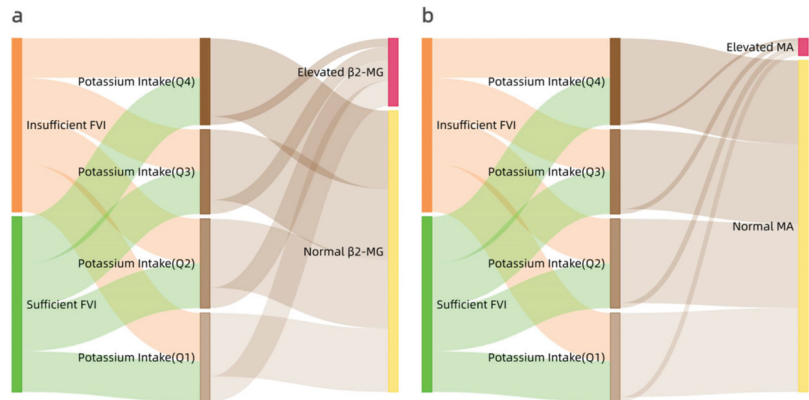 a
Potassium Intake(Q4)
Elevated β2-MG
Insufficient FVI
Potassium Intake(Q3)
Normal β2-MG
Potassium Intake(Q2)
Sufficient FVI
Potassium Intake(Q1)
b
Elevated MA
Potassium Intake(Q4)
Insufficient FVI
Potassium Intake(Q3)
Normal MA
Potassium Intake(Q2)
Sufficient FVI
Potassium Intake(Q1)